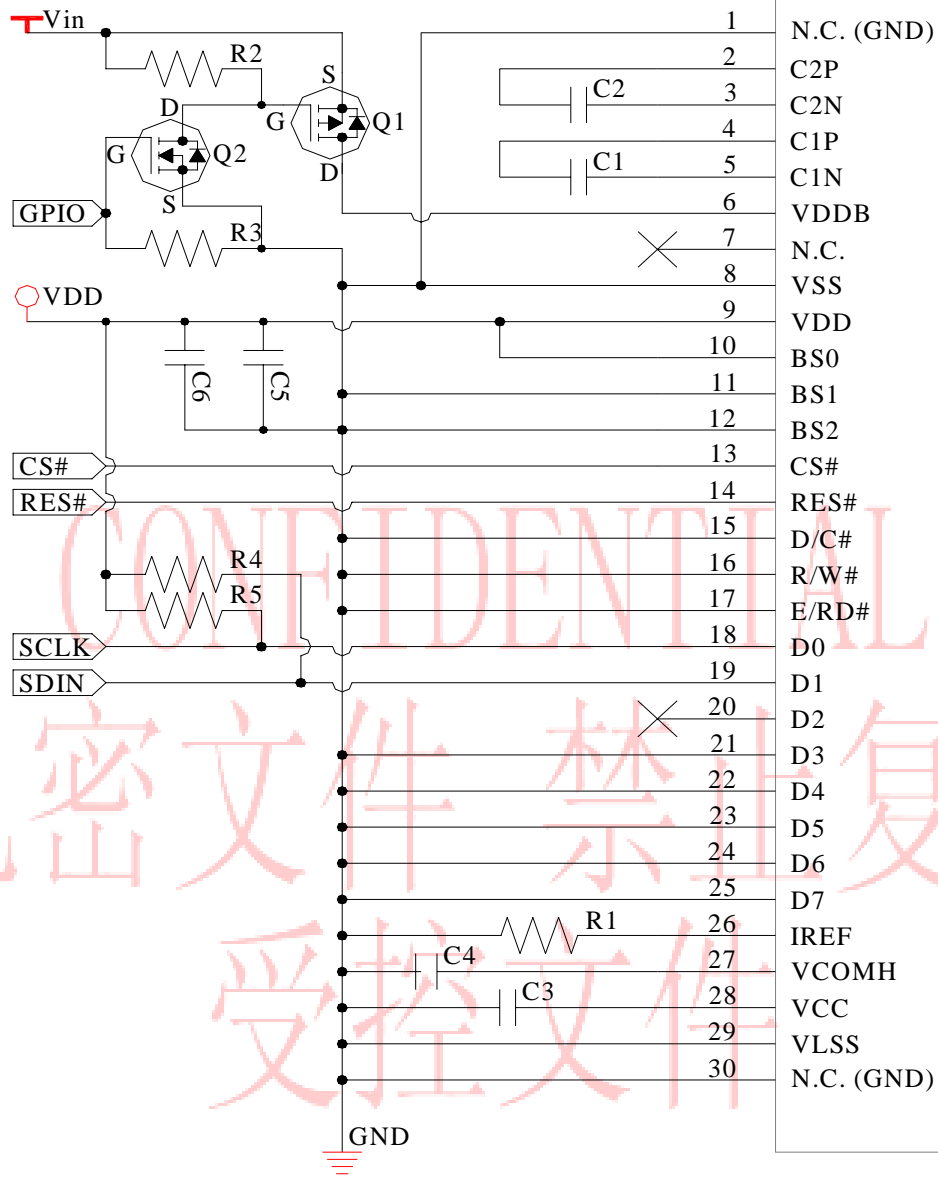 Vin
1 N.C. (GND)
R2
2 C2P
S
C2
3 C2N
D
G
Q1
4 C1P
G
Q2
C1
5 C1N
D
S
6 VDDB
GPIO
R3
7 N.C.
8 VSS
VDD
9 VDD
10 BS0
C6
C5
11 BS1
12 BS2
CS#
13 CS#
RES#
14 RES#
CONFIDENTIAL
15 D/C#
R4
16 R/W#
R5
17 E/RD#
SCLK
18 D0
SDIN
19 D1
20 D2
密文件 禁止复
21 D3
22 D4
23 D5
24 D6
25 D7
R1
26 IREF
受控文件
C4
27 VCOMH
C3
28 VCC
29 VLSS
30 N.C. (GND)
GND